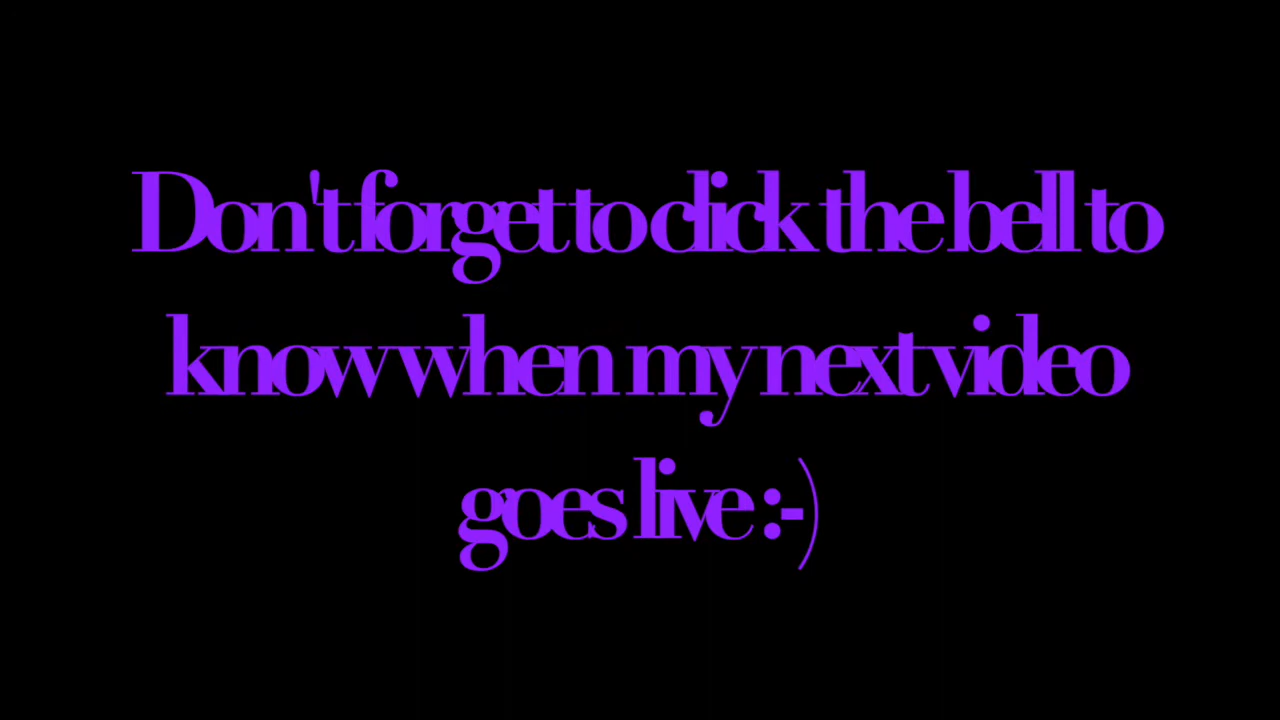 Don't forget to click the bell to
know when my next video
goes live :-)